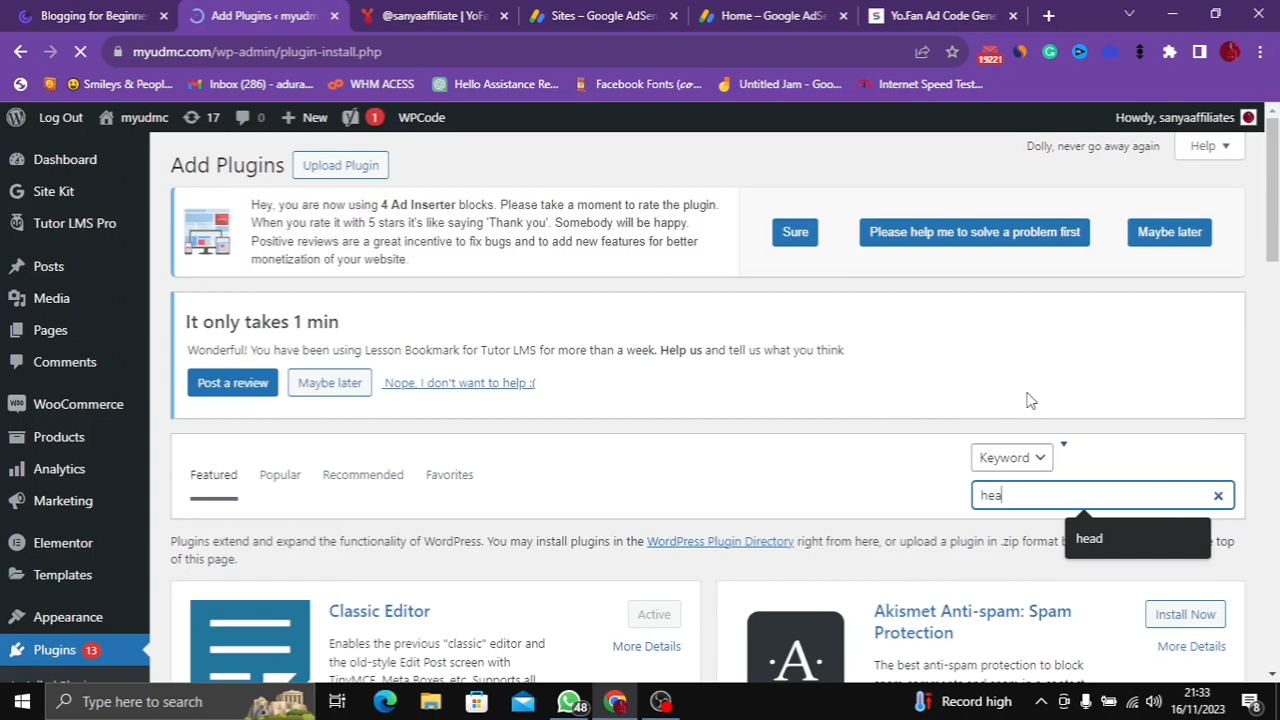 Blogging for Beginner
Add Plugins ‹ myudm
@sanyaaffiliate | YoFa
Sites – Google AdSen
Home – Google AdSe
Yo.Fan Ad Code Gene
myudmc.com/wp-admin/plugin-install.php
19221
Smileys & Peopl...
Inbox (286) - adura...
WHM ACESS
Hello Assistance Re...
Facebook Fonts (co...
Untitled Jam - Goo...
Internet Speed Test...
Log Out
myudmc
17
0
New
1
WPCode
Howdy, sanyaaffiliates
Dashboard
Site Kit
Tutor LMS Pro
Posts
Media
Pages
Comments
WooCommerce
Products
Analytics
Marketing
Elementor
Templates
Appearance
Plugins 13
Add Plugins
Upload Plugin
Dolly, never go away again
Help
Hey, you are now using 4 Ad Inserter blocks. Please take a moment to rate the plugin.
When you rate it with 5 stars it's like saying 'Thank you'. Somebody will be happy.
Positive reviews are a great incentive to fix bugs and to add new features for better
monetization of your website.
Sure
Please help me to solve a problem first
Maybe later
It only takes 1 min
Wonderful! You have been using Lesson Bookmark for Tutor LMS for more than a week. Help us and tell us what you think
Post a review
Maybe later
Nope, I don't want to help :(
Featured
Popular
Recommended
Favorites
Keyword
hea
head
Plugins extend and expand the functionality of WordPress. You may install plugins in the WordPress Plugin Directory right from here, or upload a plugin in .zip format b
e top
of this page.
Classic Editor
Active
More Details
Enables the previous "classic" editor and
the old-style Edit Post screen with
TinyMCE, Meta Boxes, etc. Supports all
A
Akismet Anti-spam: Spam
Protection
Install Now
More Details
The best anti-spam protection to block
Type here to search
48
Record high
21:33
16/11/2023
8